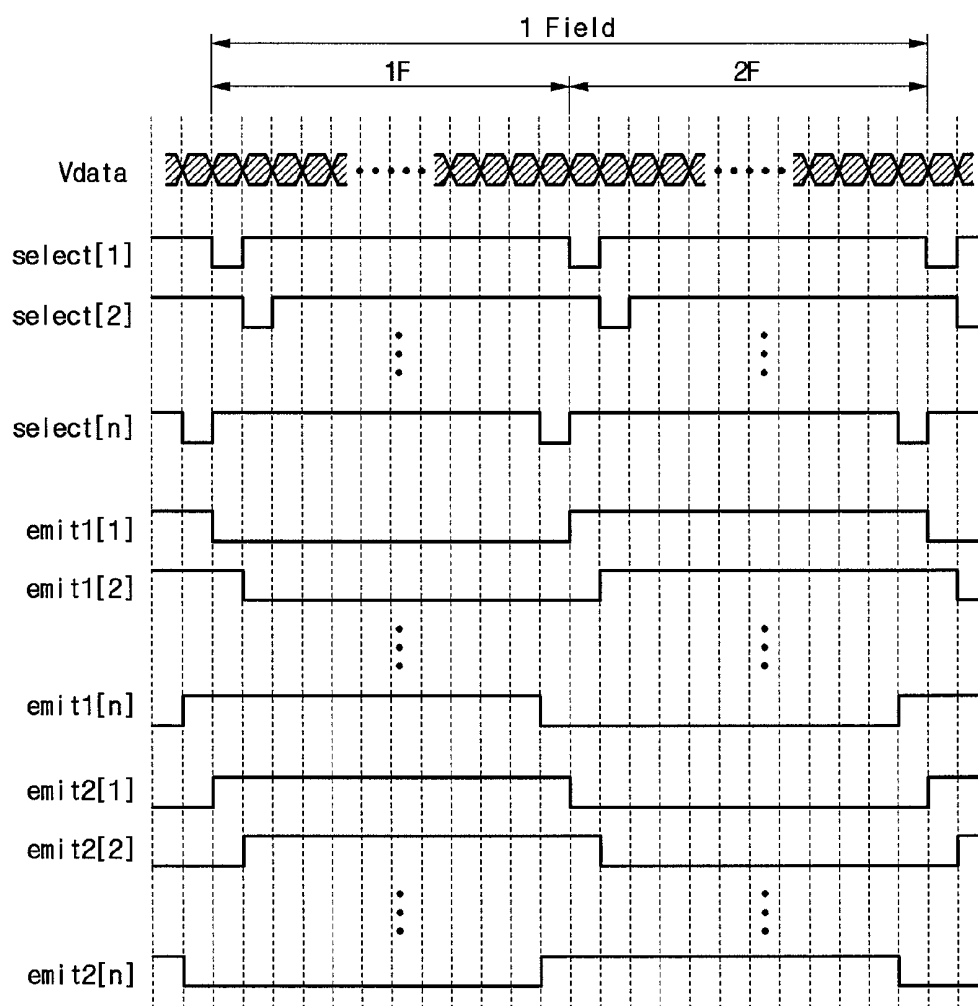 1 Field
1F 2F
Vdata
select[1]
select[2]
select[n]
emit1[1]
emit1[2]
emit1[n]
emit2[1]
emit2[2]
emit2[n]